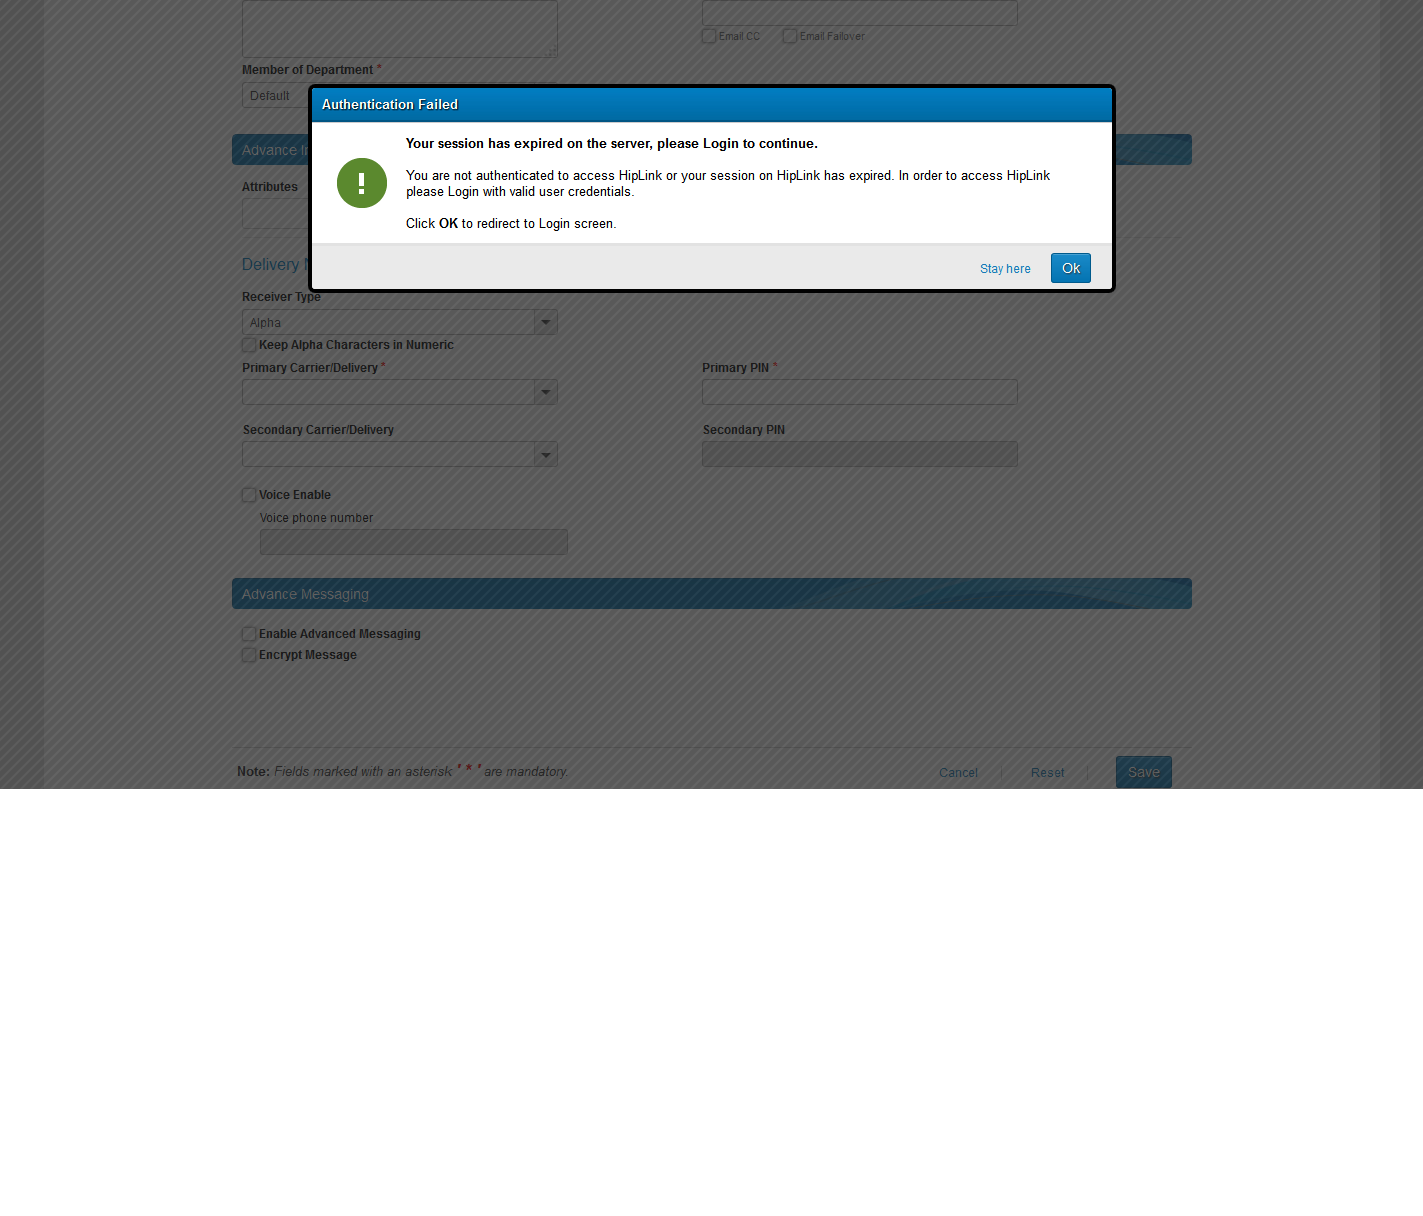 Email CC Email Failover
Member of Department *
Default
Authentication Failed
Your session has expired on the server, please Login to continue.
You are not authenticated to access HipLink or your session on HipLink has expired. In order to access HipLink
please Login with valid user credentials.
Click OK to redirect to Login screen.
Stay here Ok
Advance In
Attributes
Delivery
Receiver Type
Alpha
Keep Alpha Characters in Numeric
Primary Carrier/Delivery * Primary PIN *
Secondary Carrier/Delivery Secondary PIN
Voice Enable
Voice phone number
Advance Messaging
Enable Advanced Messaging
Encrypt Message
Note: Fields marked with an asterisk ' * ' are mandatory. Cancel Reset Save